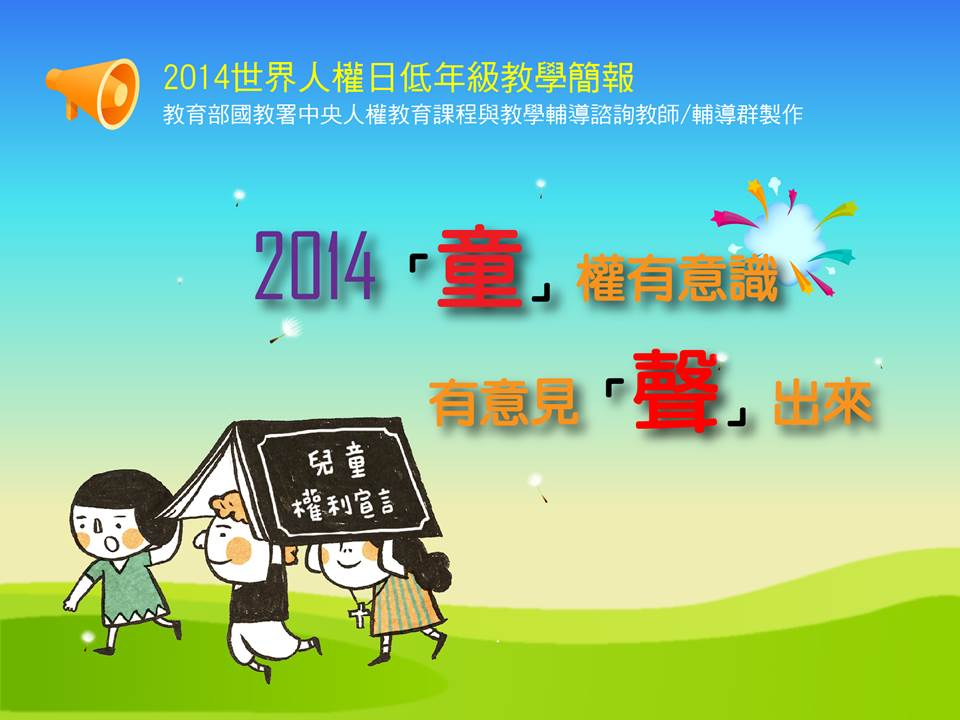 2014世界人權日低年級教學簡報
教育部國教署中央人權教育課程與教學輔導諮詢教師/輔導群製作
2014「童」權有意識
有意見「聲」出來
兒童
權利宣言